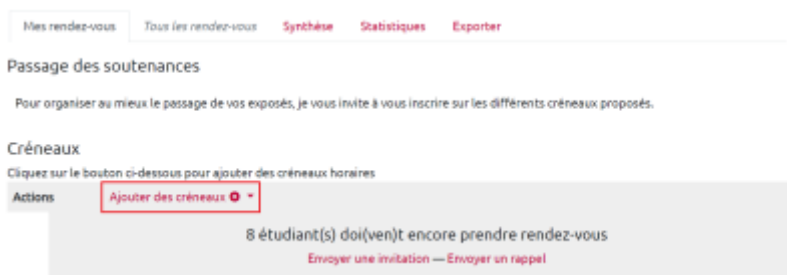 Mes rendez-vous Tous les rendez-vous Synthèse Statistiques Exporter
Passage des soutenances
Pour organiser au mieux le passage de vos exposés, je vous invite à vous inscrire sur les différents créneaux proposés.
Créneaux
Cliquez sur le bouton ci-dessous pour ajouter des créneaux horaires
Actions Ajouter des créneaux
8 étudiant(s) doi(ven)t encore prendre rendez-vous
Envoyer une invitation — Envoyer un rappel